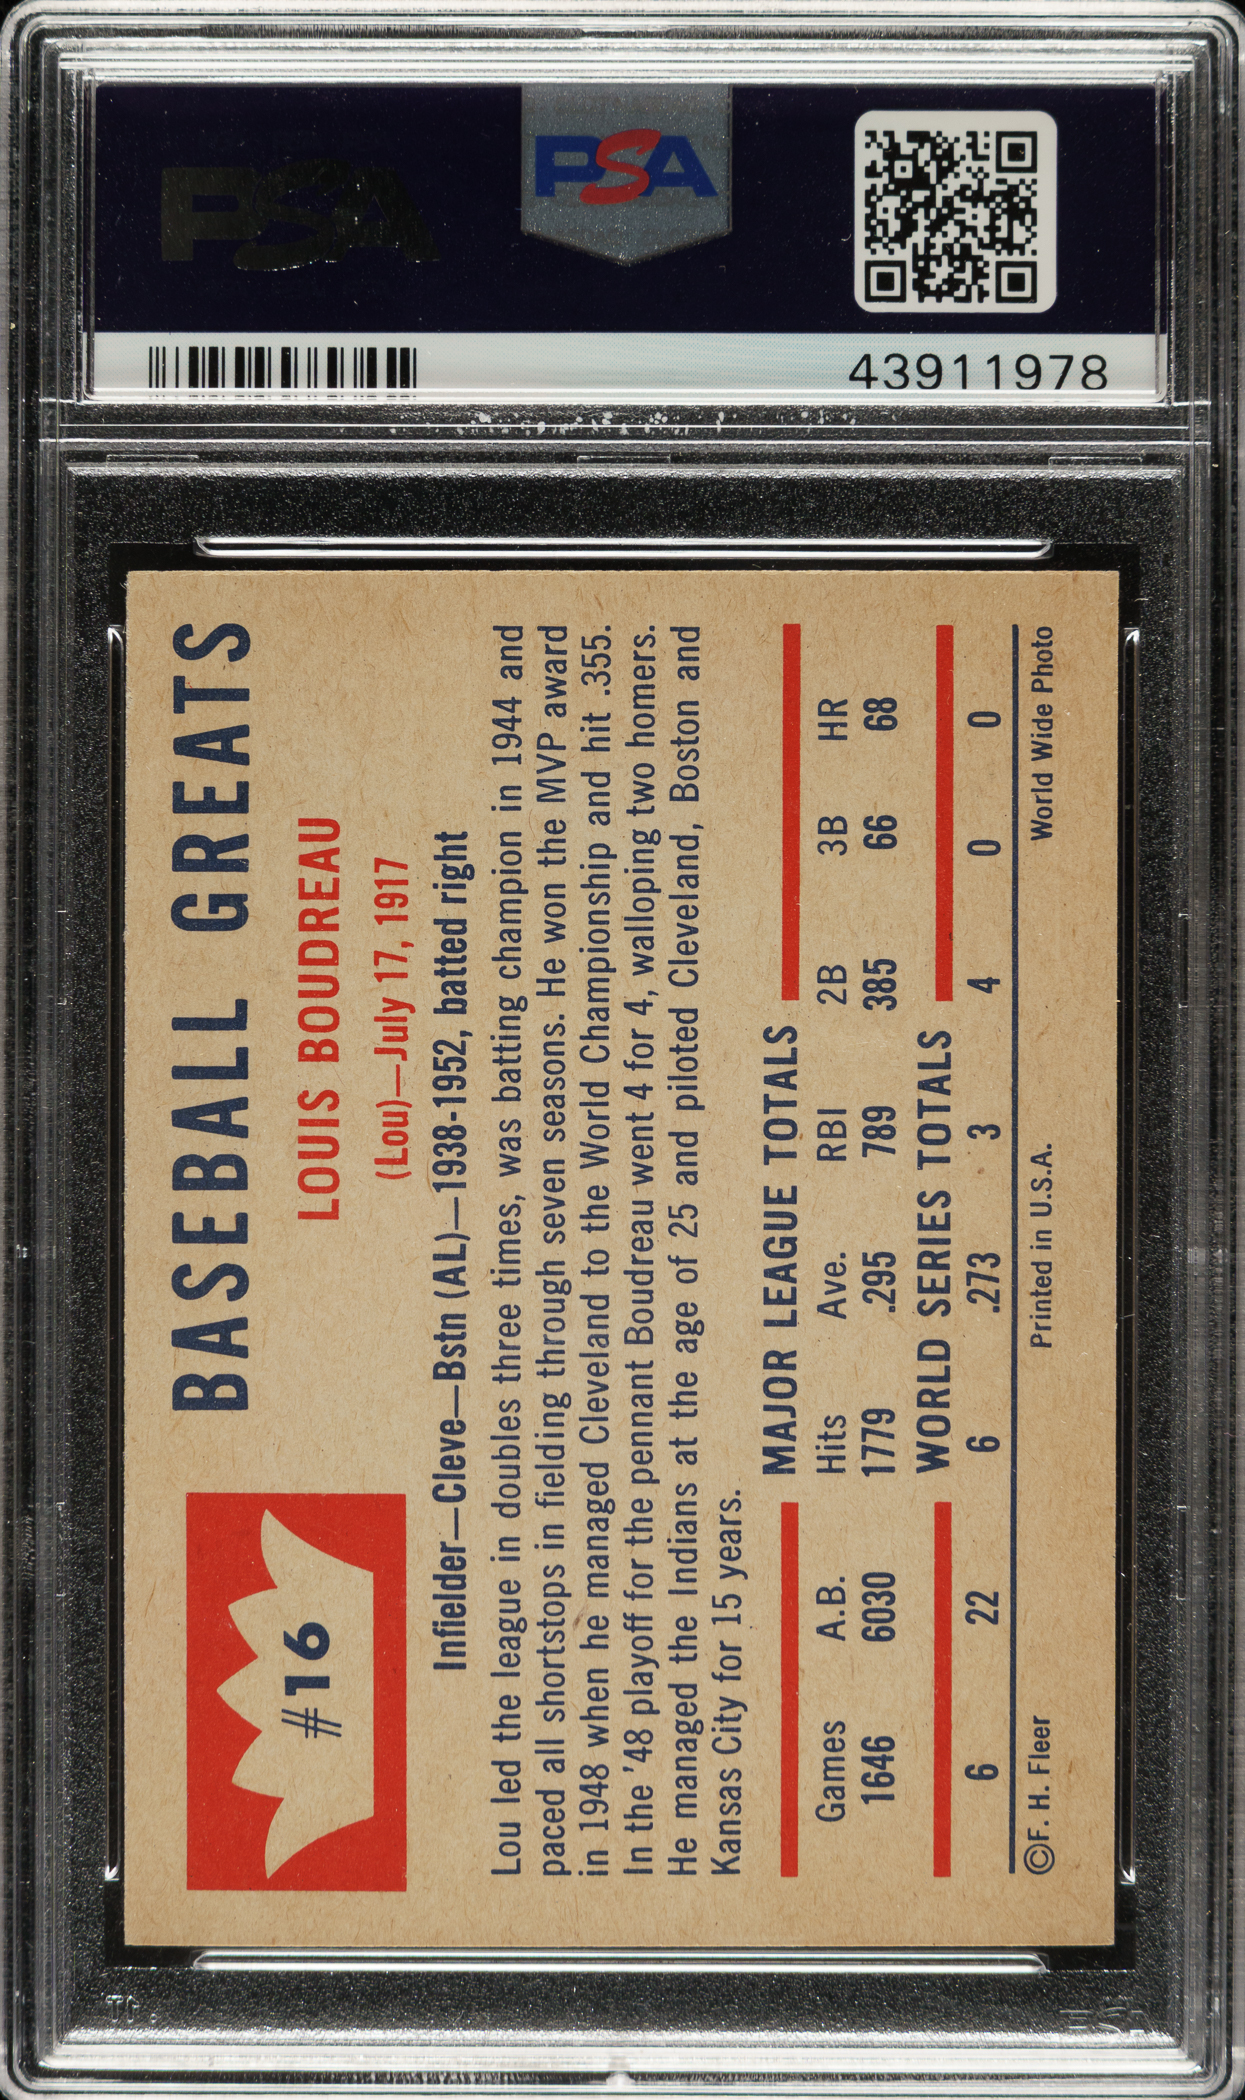 PSA
PSA
43911978
#16
BASEBALL GREATS
LOUIS BOUDREAU
(Lou)—July 17, 1917
Infielder—Cleve—Bstn (AL)—1938-1952, batted right
Lou led the league in doubles three times, was batting champion in 1944 and
paced all shortstops in fielding through seven seasons. He won the MVP award
in 1948 when he managed Cleveland to the World Championship and hit .355.
In the '48 playoff for the pennant Boudreau went 4 for 4, walloping two homers.
He managed the Indians at the age of 25 and piloted Cleveland, Boston and
Kansas City for 15 years.
MAJOR LEAGUE TOTALS
Games A.B. Hits Ave. RBI 2B 3B HR
1646 6030 1779 .295 789 385 66 68
WORLD SERIES TOTALS
6 22 6 .273 3 4 0 0
©F. H. Fleer Printed in U.S.A. World Wide Photo